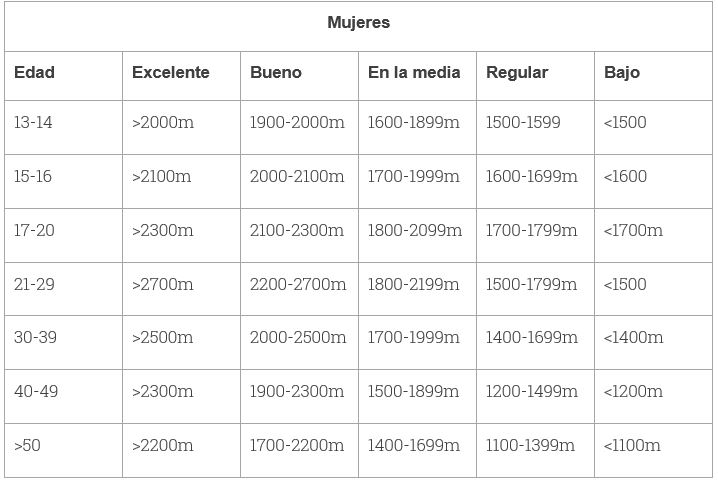 Mujeres
Edad Excelente Bueno En la media Regular Bajo
13-14 >2000m 1900-2000m 1600-1899m 1500-1599 <1500
15-16 >2100m 2000-2100m 1700-1999m 1600-1699m <1600
17-20 >2300m 2100-2300m 1800-2099m 1700-1799m <1700m
21-29 >2700m 2200-2700m 1800-2199m 1500-1799m <1500
30-39 >2500m 2000-2500m 1700-1999m 1400-1699m <1400m
40-49 >2300m 1900-2300m 1500-1899m 1200-1499m <1200m
>50 >2200m 1700-2200m 1400-1699m 1100-1399m <1100m